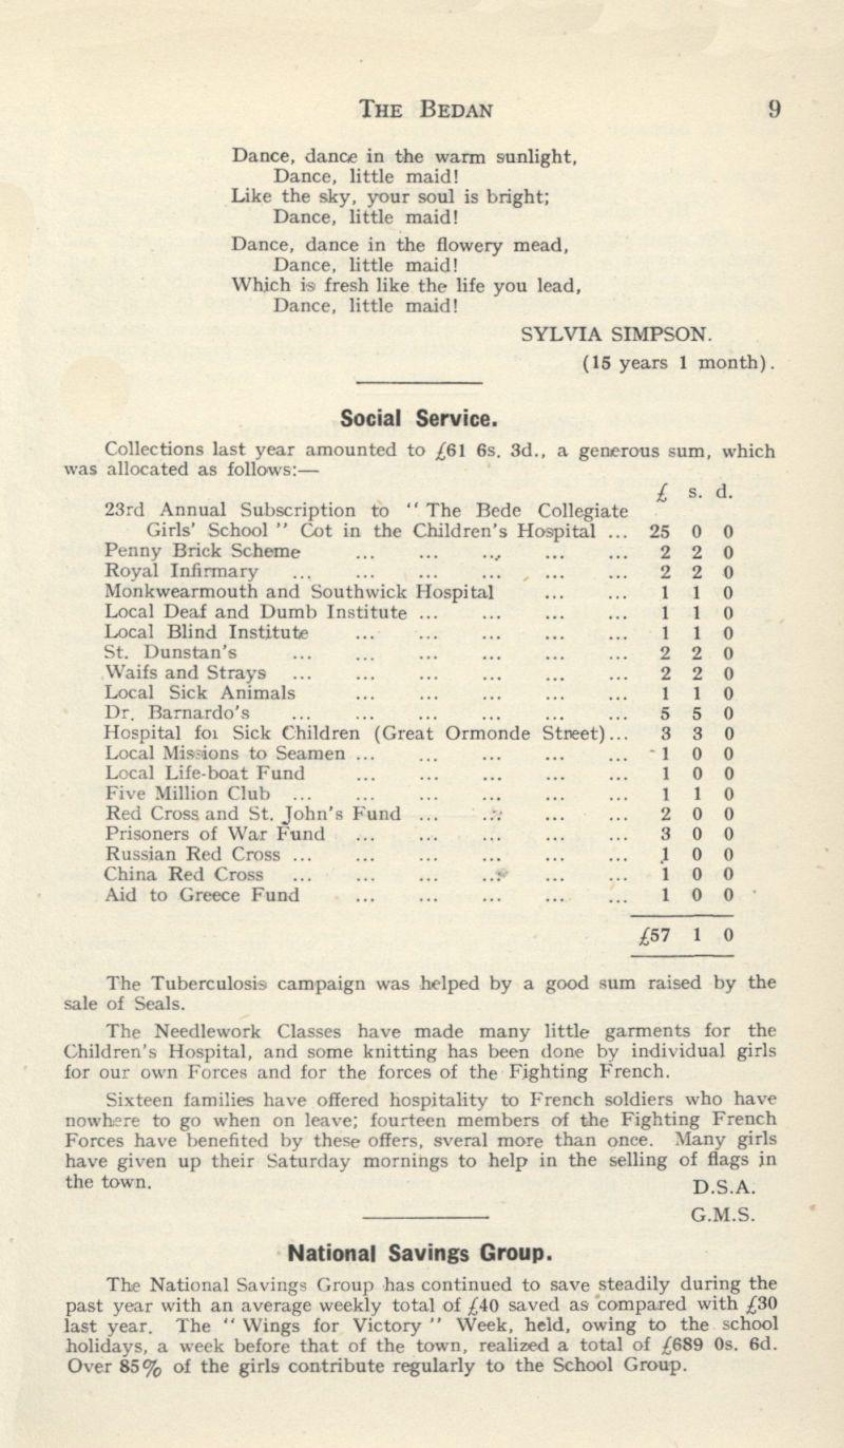 THE BEDAN 9
Dance, dance in the warm sunlight,
Dance, little maid!
Like the sky, your soul is bright;
Dance, little maid!
Dance, dance in the flowery mead,
Dance, little maid!
Which is fresh like the life you lead,
Dance, little maid!
SYLVIA SIMPSON.
(15 years 1 month).
Social Service.
Collections last year amounted to £61 6s. 3d., a generous sum, which
was allocated as follows:—
£ s. d.
23rd Annual Subscription to "The Bede Collegiate
Girls' School" Cot in the Children's Hospital ... 25 0 0
Penny Brick Scheme ... ... ... ... ... 2 2 0
Royal Infirmary ... ... ... ... ... ... 2 2 0
Monkwearmouth and Southwick Hospital ... ... 1 1 0
Local Deaf and Dumb Institute ... ... ... ... 1 1 0
Local Blind Institute ... ... ... ... ... 1 1 0
St. Dunstan's ... ... ... ... ... ... 2 2 0
Waifs and Strays ... ... ... ... ... ... 2 2 0
Local Sick Animals ... ... ... ... ... 1 1 0
Dr. Barnardo's ... ... ... ... ... ... 5 5 0
Hospital for Sick Children (Great Ormonde Street)... 3 3 0
Local Missions to Seamen ... ... ... ... ... 1 0 0
Local Life-boat Fund ... ... ... ... ... 1 0 0
Five Million Club ... ... ... ... ... ... 1 1 0
Red Cross and St. John's Fund ... ... ... ... 2 0 0
Prisoners of War Fund ... ... ... ... ... 3 0 0
Russian Red Cross ... ... ... ... ... ... 1 0 0
China Red Cross ... ... ... ... ... ... 1 0 0
Aid to Greece Fund ... ... ... ... ... 1 0 0
£57 1 0
The Tuberculosis campaign was helped by a good sum raised by the
sale of Seals.
The Needlework Classes have made many little garments for the
Children's Hospital, and some knitting has been done by individual girls
for our own Forces and for the forces of the Fighting French.
Sixteen families have offered hospitality to French soldiers who have
nowhere to go when on leave; fourteen members of the Fighting French
Forces have benefited by these offers, sveral more than once. Many girls
have given up their Saturday mornings to help in the selling of flags in
the town.
D.S.A.
G.M.S.
National Savings Group.
The National Savings Group has continued to save steadily during the
past year with an average weekly total of £40 saved as compared with £30
last year. The "Wings for Victory" Week, held, owing to the school
holidays, a week before that of the town, realized a total of £689 0s. 6d.
Over 85% of the girls contribute regularly to the School Group.